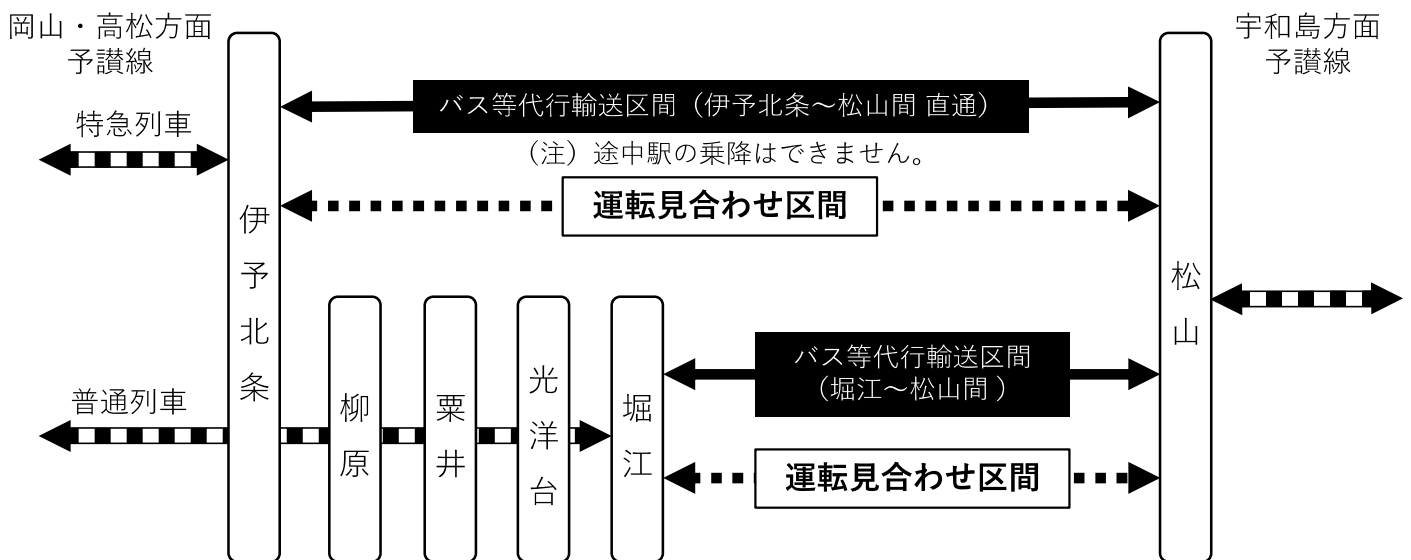 岡山・高松方面
予讃線
宇和島方面
予讃線
バス等代行輸送区間（伊予北条～松山間 直通）
特急列車
（注）途中駅の乗降はできません。
運転見合わせ区間
伊予北条
松山
バス等代行輸送区間
（堀江～松山間 ）
普通列車
柳原
粟井
光洋台
堀江
運転見合わせ区間